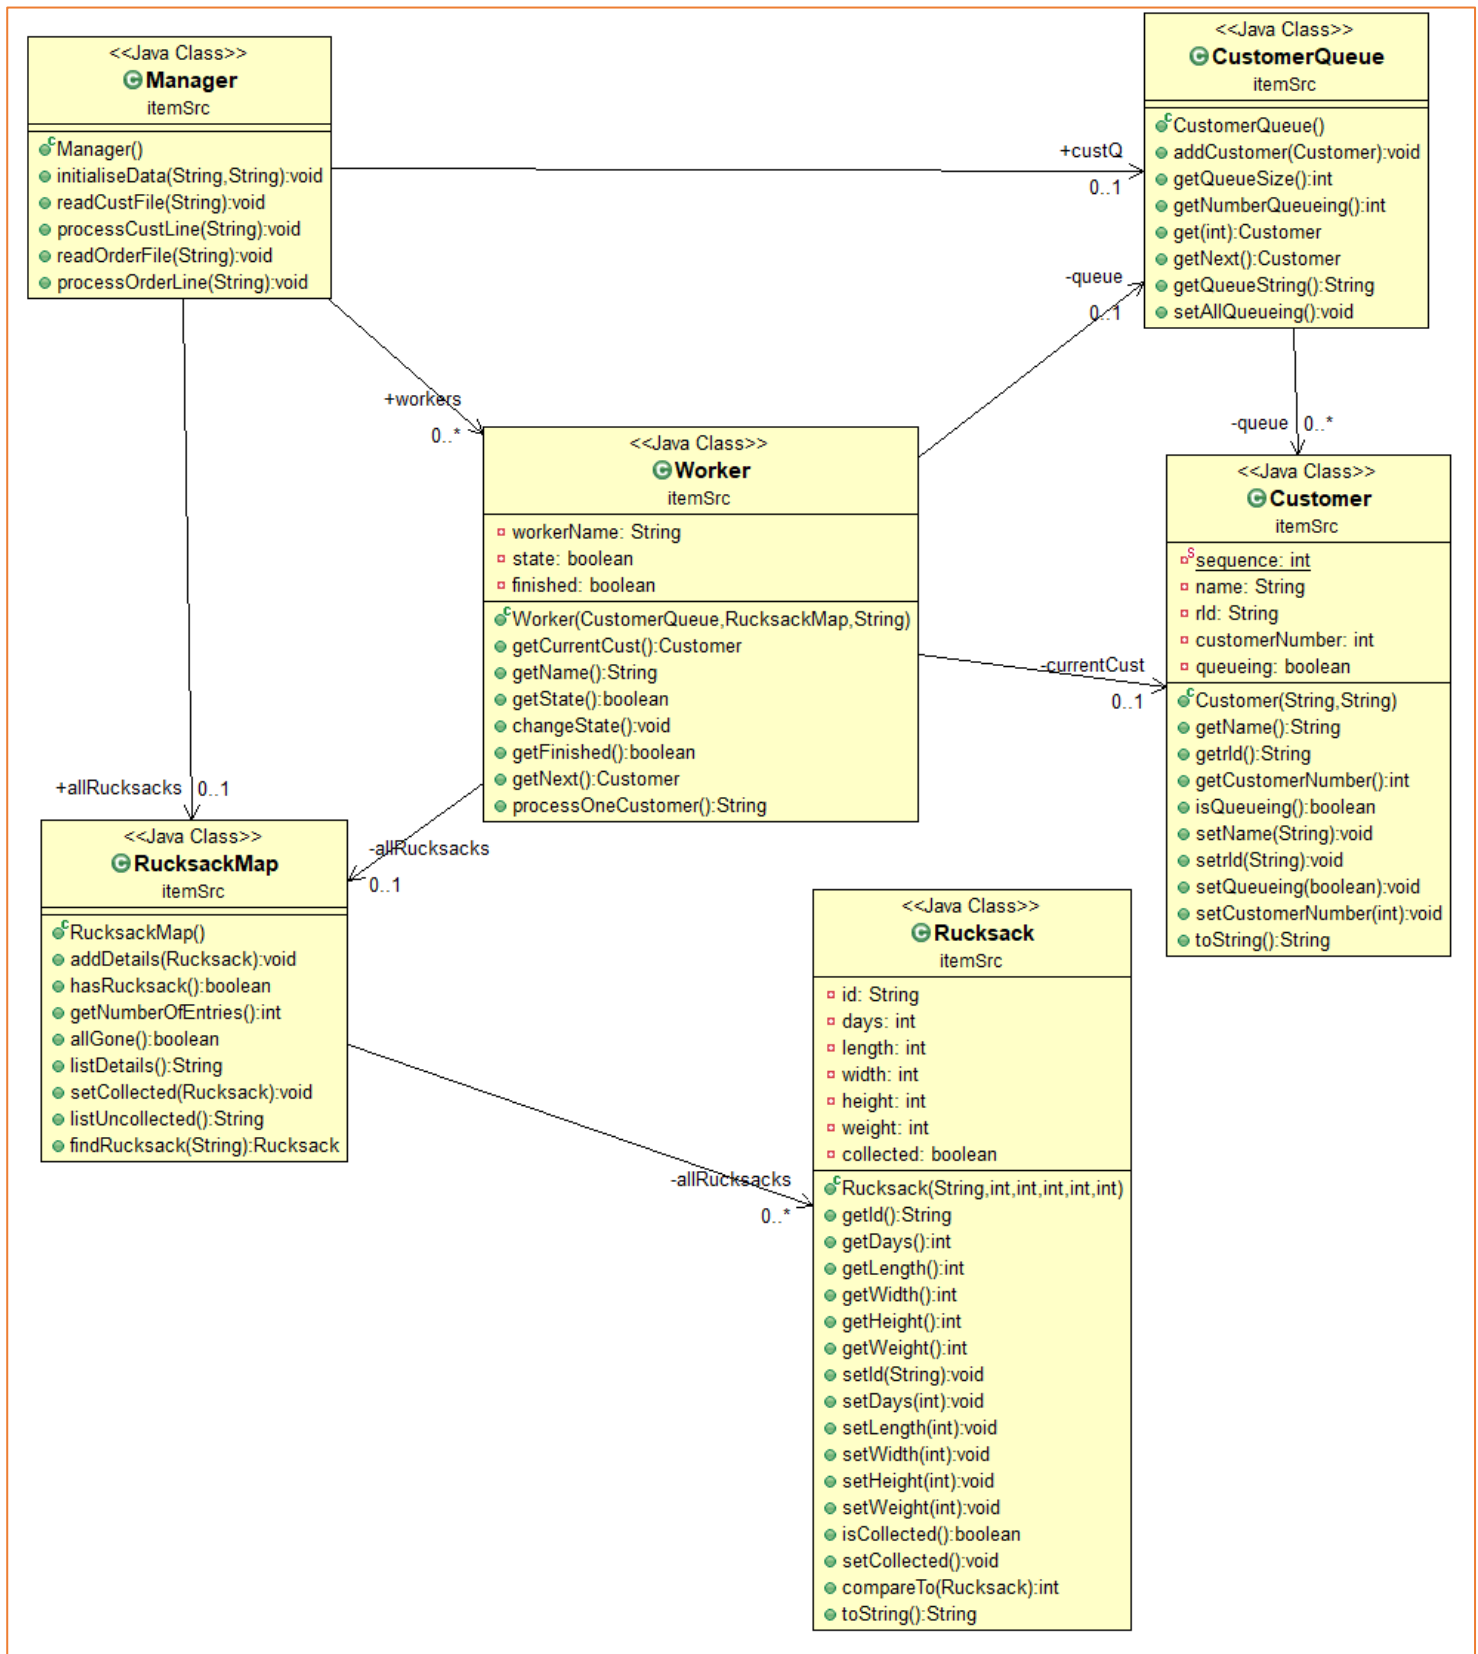 <<Java Class>>
Manager
itemSrc
Manager()
initialiseData(String,String):void
readCustFile(String):void
processCustLine(String):void
readOrderFile(String):void
processOrderLine(String):void
<<Java Class>>
CustomerQueue
itemSrc
CustomerQueue()
addCustomer(Customer):void
getQueueSize():int
getNumberQueueing():int
get(int):Customer
getNext():Customer
getQueueString():String
setAllQueueing():void
+custQ
0..1
-queue
0..1
+workers
0..*
-queue
0..*
<<Java Class>>
Worker
itemSrc
workerName: String
state: boolean
finished: boolean
Worker(CustomerQueue,RucksackMap,String)
getCurrentCust():Customer
getName():String
getState():boolean
changeState():void
getFinished():boolean
getNext():Customer
processOneCustomer():String
<<Java Class>>
Customer
itemSrc
sequence: int
name: String
rId: String
customerNumber: int
queueing: boolean
Customer(String,String)
getName():String
getrId():String
getCustomerNumber():int
isQueueing():boolean
setName(String):void
setrId(String):void
setQueueing(boolean):void
setCustomerNumber(int):void
toString():String
-currentCust
0..1
+allRucksacks
0..1
-allRucksacks
0..1
<<Java Class>>
RucksackMap
itemSrc
RucksackMap()
addDetails(Rucksack):void
hasRucksack():boolean
getNumberOfEntries():int
allGone():boolean
listDetails():String
setCollected(Rucksack):void
listUncollected():String
findRucksack(String):Rucksack
-allRucksacks
0..*
<<Java Class>>
Rucksack
itemSrc
id: String
days: int
length: int
width: int
height: int
weight: int
collected: boolean
Rucksack(String,int,int,int,int,int)
getId():String
getDays():int
getLength():int
getWidth():int
getHeight():int
getWeight():int
setId(String):void
setDays(int):void
setLength(int):void
setWidth(int):void
setHeight(int):void
setWeight(int):void
isCollected():boolean
setCollected():void
compareTo(Rucksack):int
toString():String